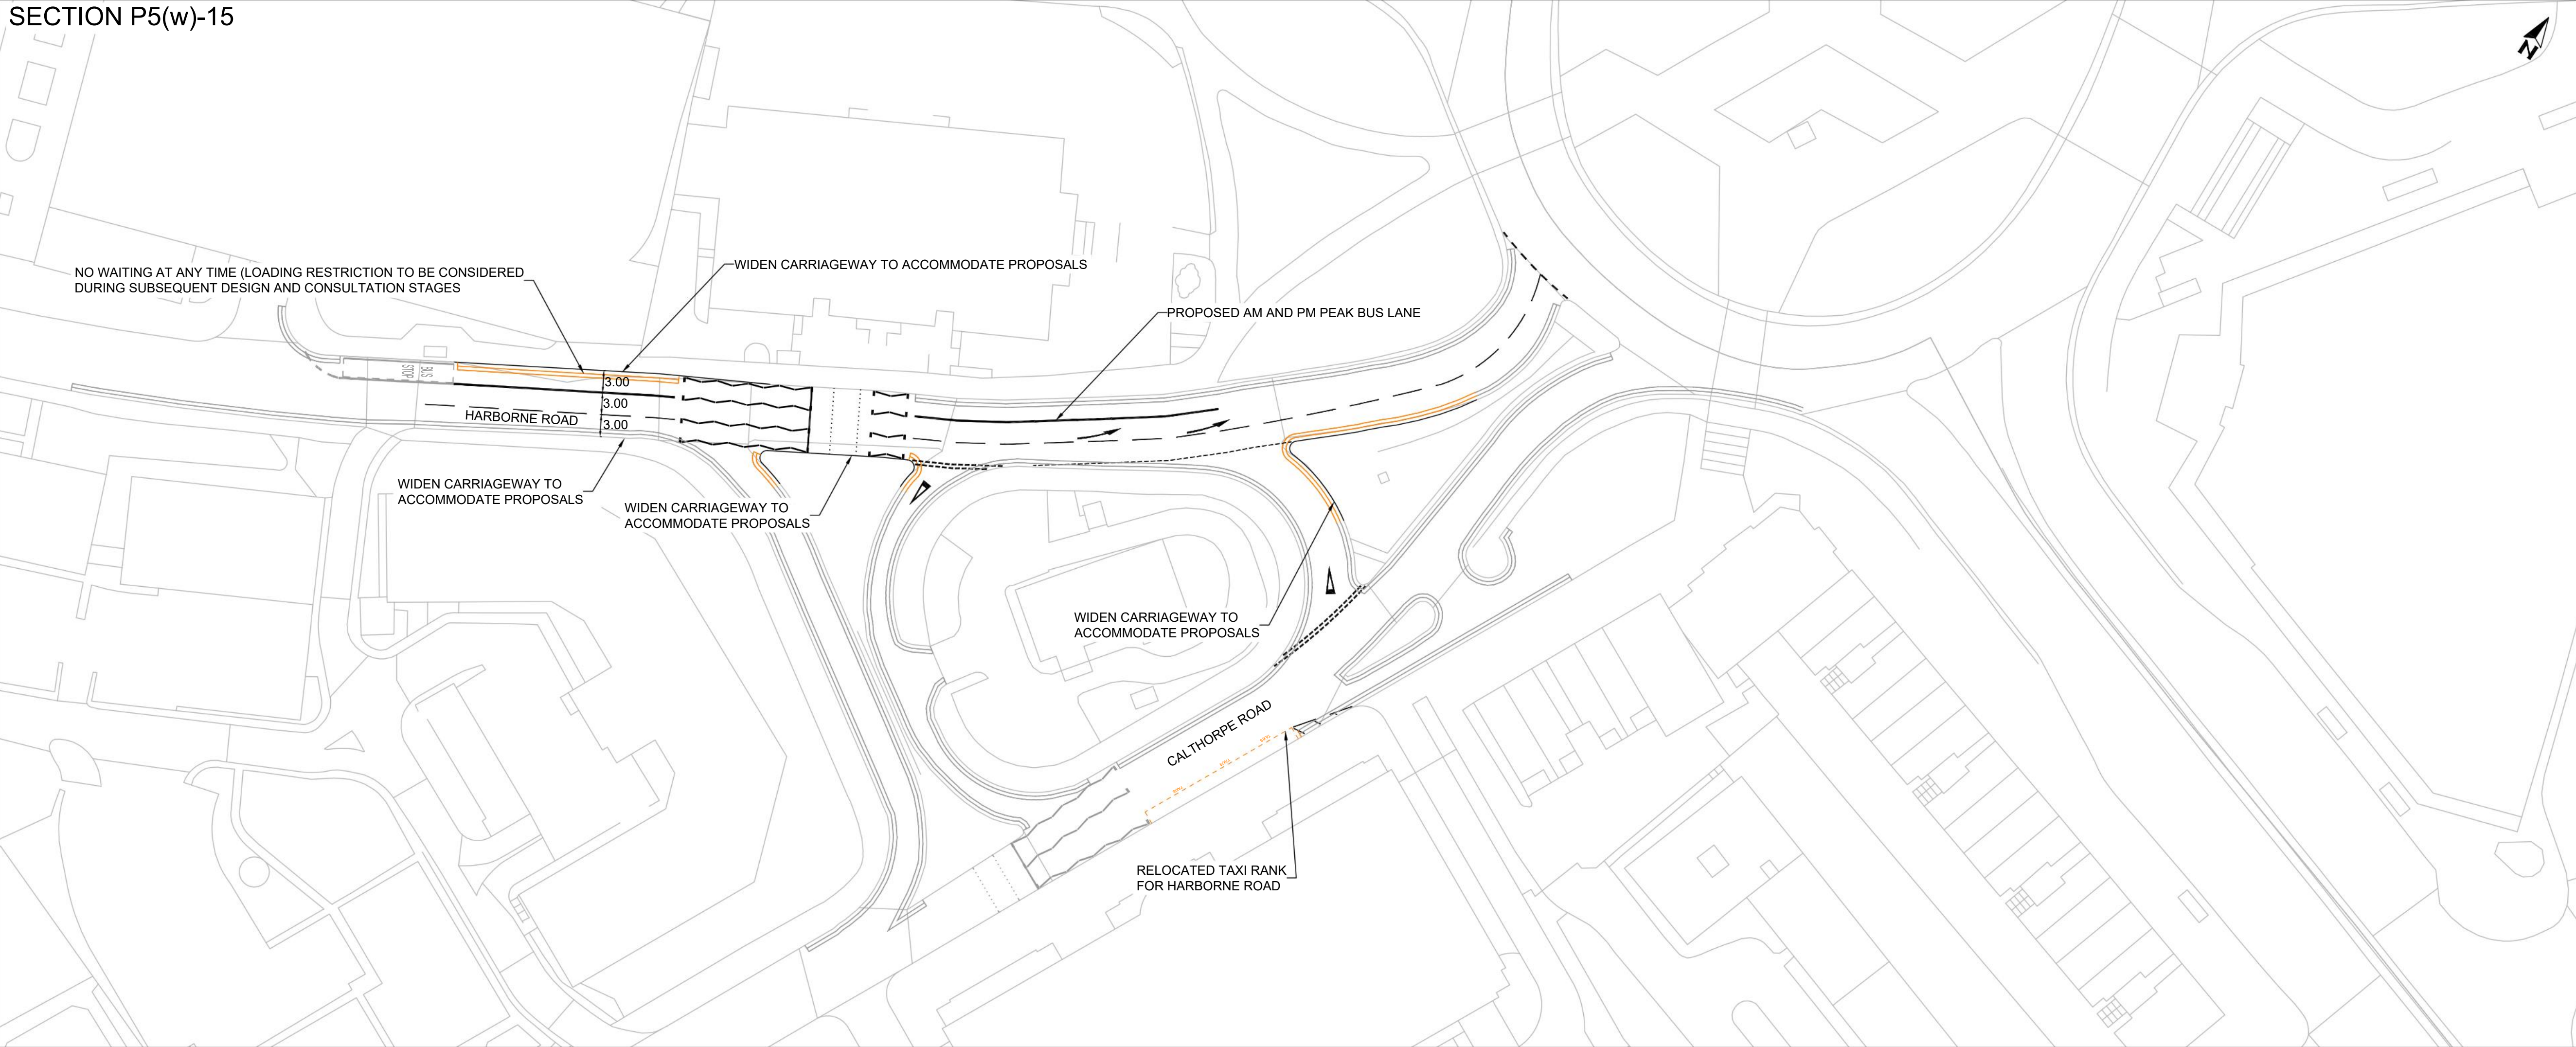 SECTION P5(w)-15
N
NO WAITING AT ANY TIME (LOADING RESTRICTION TO BE CONSIDERED
DURING SUBSEQUENT DESIGN AND CONSULTATION STAGES
WIDEN CARRIAGEWAY TO ACCOMMODATE PROPOSALS
PROPOSED AM AND PM PEAK BUS LANE
BUS
STOP
3.00
3.00
3.00
HARBORNE ROAD
WIDEN CARRIAGEWAY TO
ACCOMMODATE PROPOSALS
WIDEN CARRIAGEWAY TO
ACCOMMODATE PROPOSALS
WIDEN CARRIAGEWAY TO
ACCOMMODATE PROPOSALS
CALTHORPE ROAD
RELOCATED TAXI RANK
FOR HARBORNE ROAD